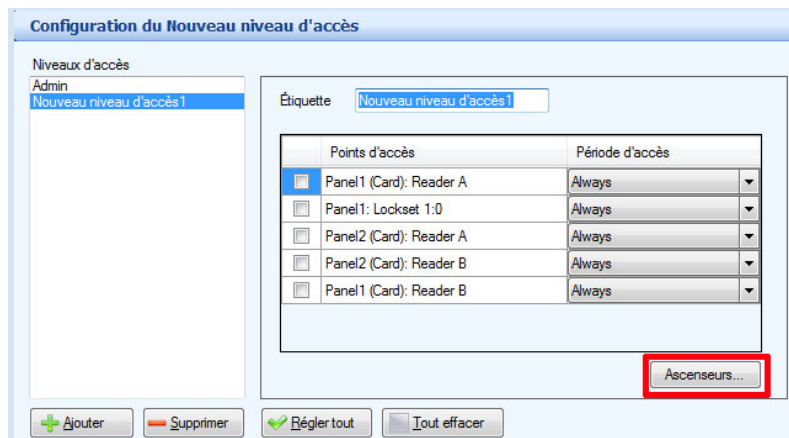 Configuration du Nouveau niveau d'accès
Niveaux d'accès
Admin
Nouveau niveau d'accès1
Étiquette Nouveau niveau d'accès1
Points d'accès Période d'accès
Panel1 (Card): Reader A Always
Panel1: Lockset 1:0 Always
Panel2 (Card): Reader A Always
Panel2 (Card): Reader B Always
Panel1 (Card): Reader B Always
Ascenseurs...
Ajouter Supprimer Régler tout Tout effacer